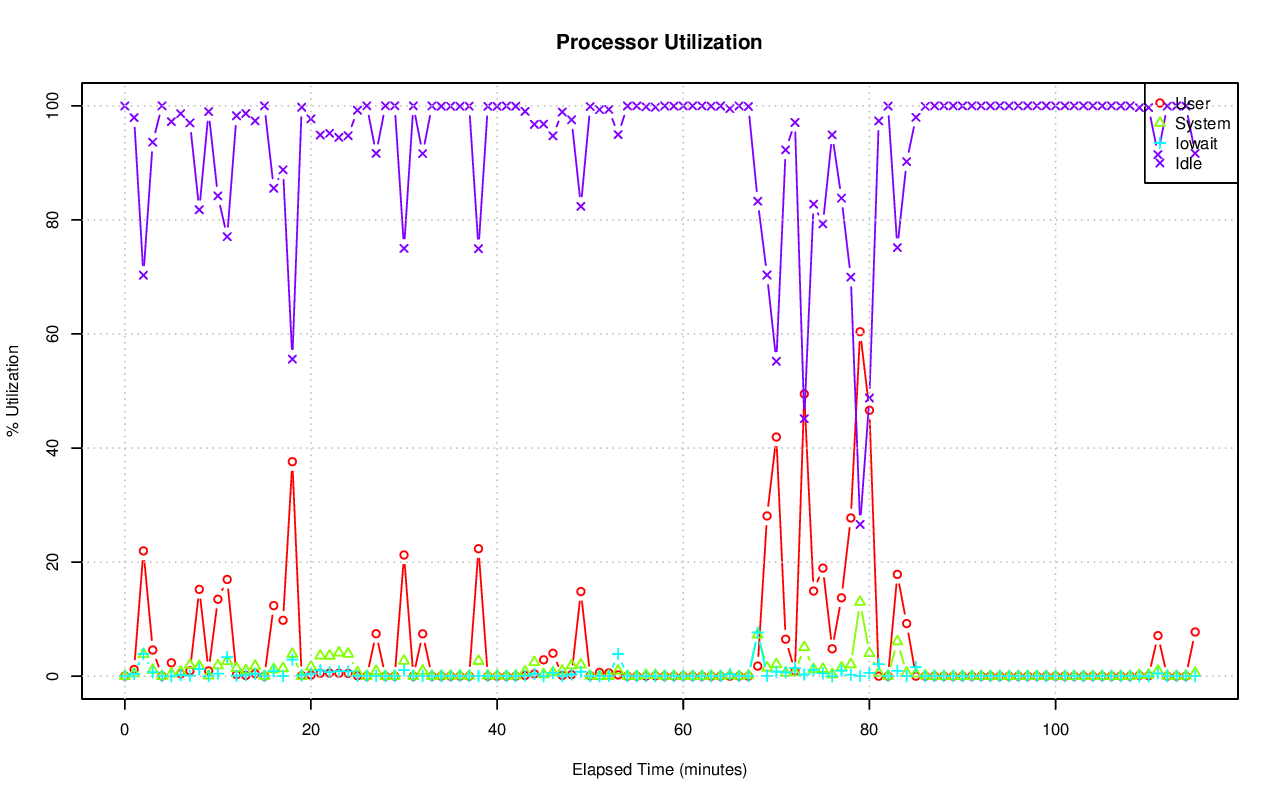 Processor Utilization
100
80
60
40
20
0
% Utilization
User
System
Iowait
Idle
0 20 40 60 80 100
Elapsed Time (minutes)